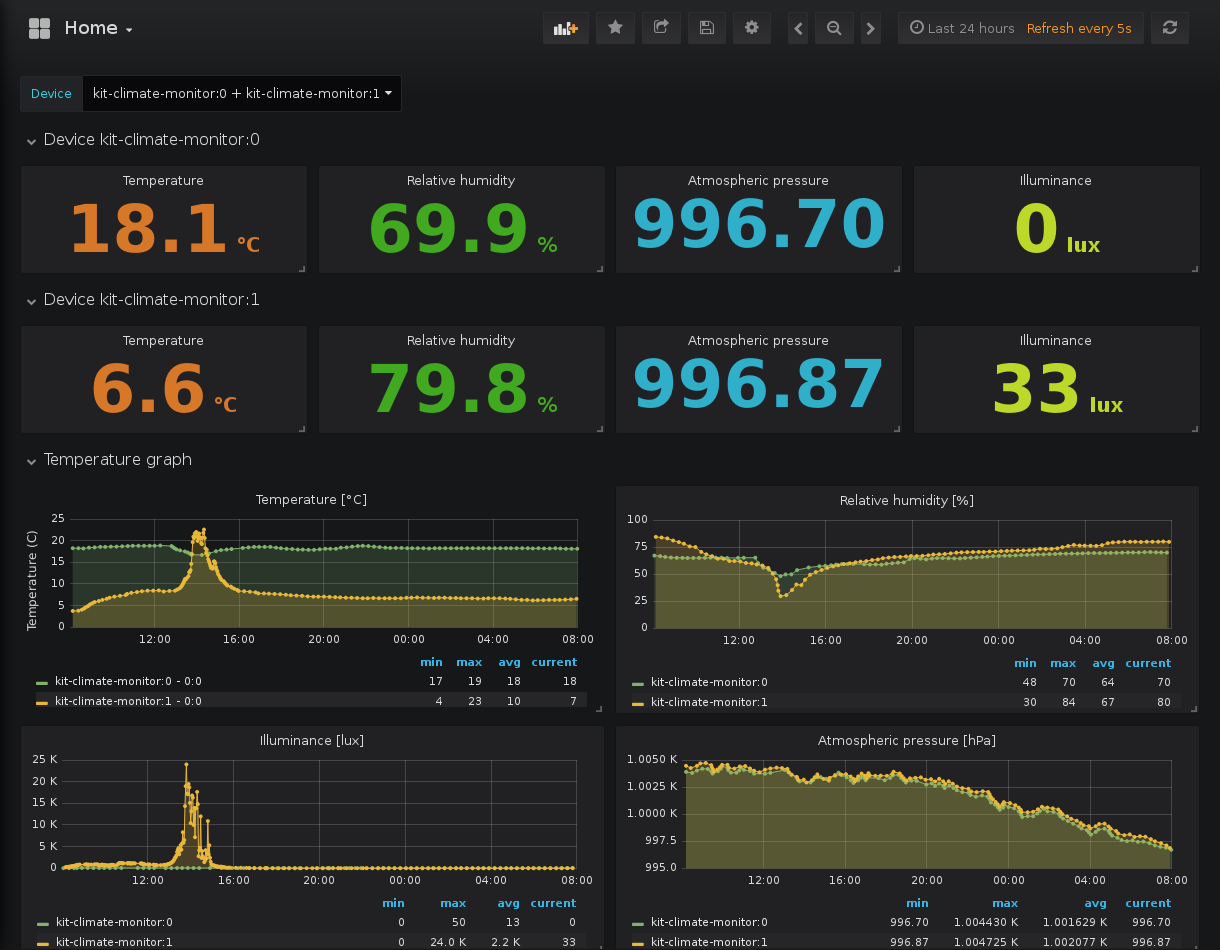 Home
Last 24 hours Refresh every 5s
Device kit-climate-monitor:0 + kit-climate-monitor:1
Device kit-climate-monitor:0
Temperature Relative humidity Atmospheric pressure Illuminance
18.1 °C 69.9 % 996.70 0 lux
Device kit-climate-monitor:1
Temperature Relative humidity Atmospheric pressure Illuminance
6.6 °C 79.8 % 996.87 33 lux
Temperature graph
Temperature [°C]
Temperature (C)
25
20
15
10
5
0
12:00 16:00 20:00 00:00 04:00 08:00
min max avg current
kit-climate-monitor:0 - 0:0 17 19 18 18
kit-climate-monitor:1 - 0:0 4 23 10 7
Relative humidity [%]
100
75
50
25
0
12:00 16:00 20:00 00:00 04:00 08:00
min max avg current
kit-climate-monitor:0 48 70 64 70
kit-climate-monitor:1 30 84 67 80
Illuminance [lux]
25 K
20 K
15 K
10 K
5 K
0
12:00 16:00 20:00 00:00 04:00 08:00
min max avg current
kit-climate-monitor:0 0 50 13 0
kit-climate-monitor:1 0 24.0 K 2.2 K 33
Atmospheric pressure [hPa]
1.0050 K
1.0025 K
1.0000 K
997.5
995.0
12:00 16:00 20:00 00:00 04:00 08:00
min max avg current
kit-climate-monitor:0 996.70 1.004430 K 1.001629 K 996.70
kit-climate-monitor:1 996.87 1.004725 K 1.002077 K 996.87